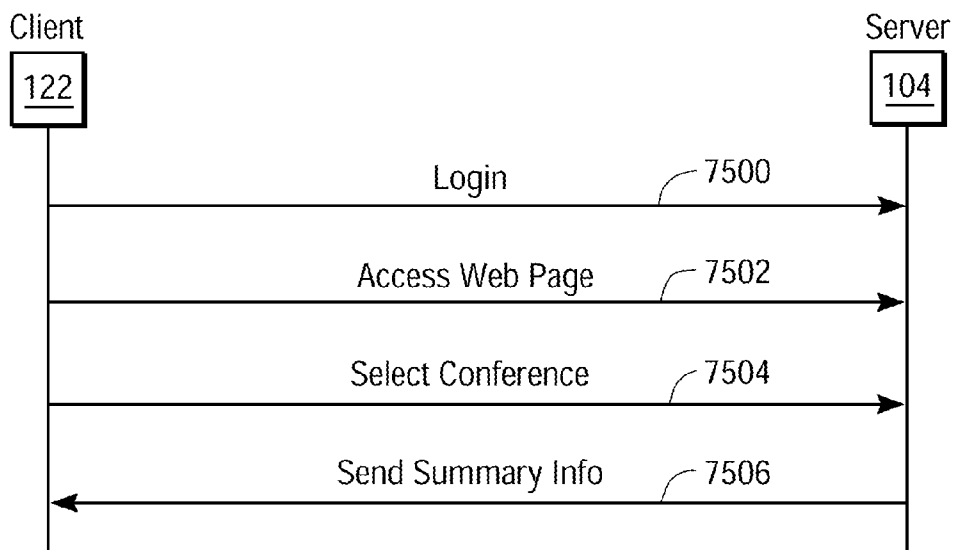 Client
Server
122
104
Login
7500
Access Web Page
7502
Select Conference
7504
Send Summary Info
7506